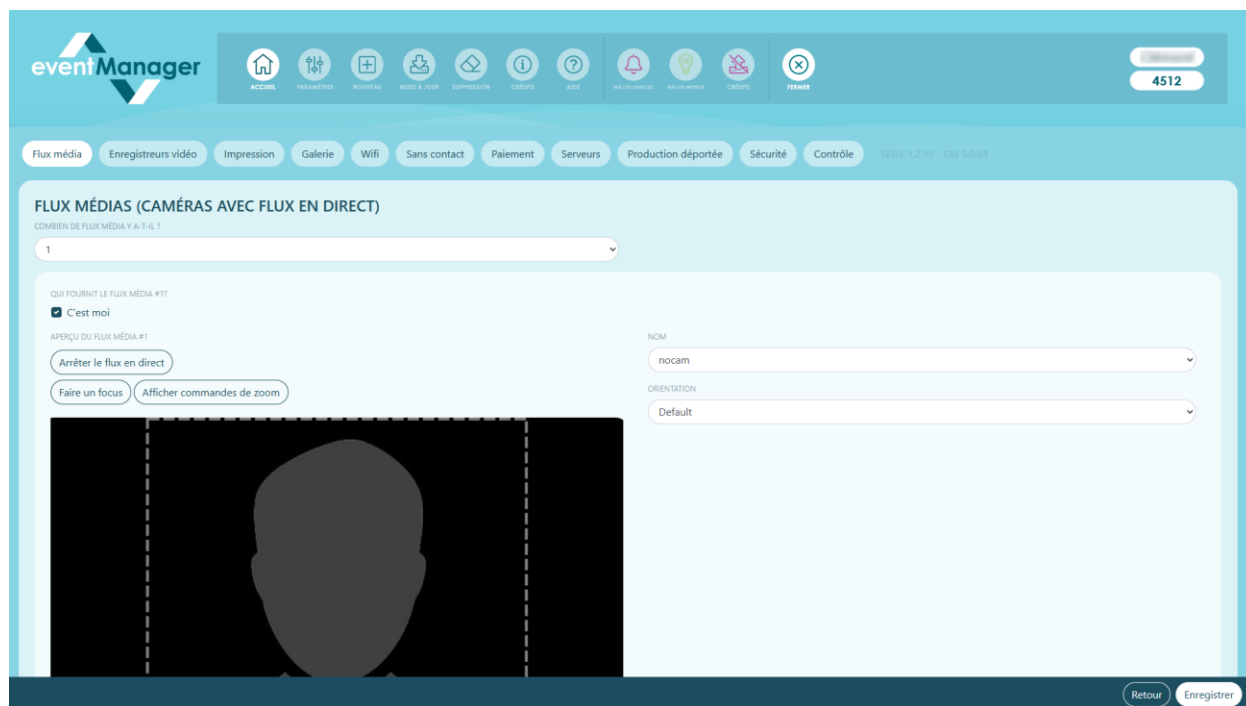 eventManager
ACCUEIL PARAMÈTRES NOUVEAU MISES À JOUR SUPPRESSION CRÉDITS AIDE CRÉDITS FERMER
4512
Flux média Enregistreurs vidéo Impression Galerie Wifi Sans contact Paiement Serveurs Production déportée Sécurité Contrôle SERV 1.2.15 - EM 5.0.69
FLUX MÉDIAS (CAMÉRAS AVEC FLUX EN DIRECT)
COMBIEN DE FLUX MÉDIA Y A-T-IL ?
1
QUI FOURNIT LE FLUX MÉDIA #1?
C'est moi
APERÇU DU FLUX MÉDIA #1
Arrêter le flux en direct
Faire un focus Afficher commandes de zoom
NOM
nocam
ORIENTATION
Default
Retour Enregistrer